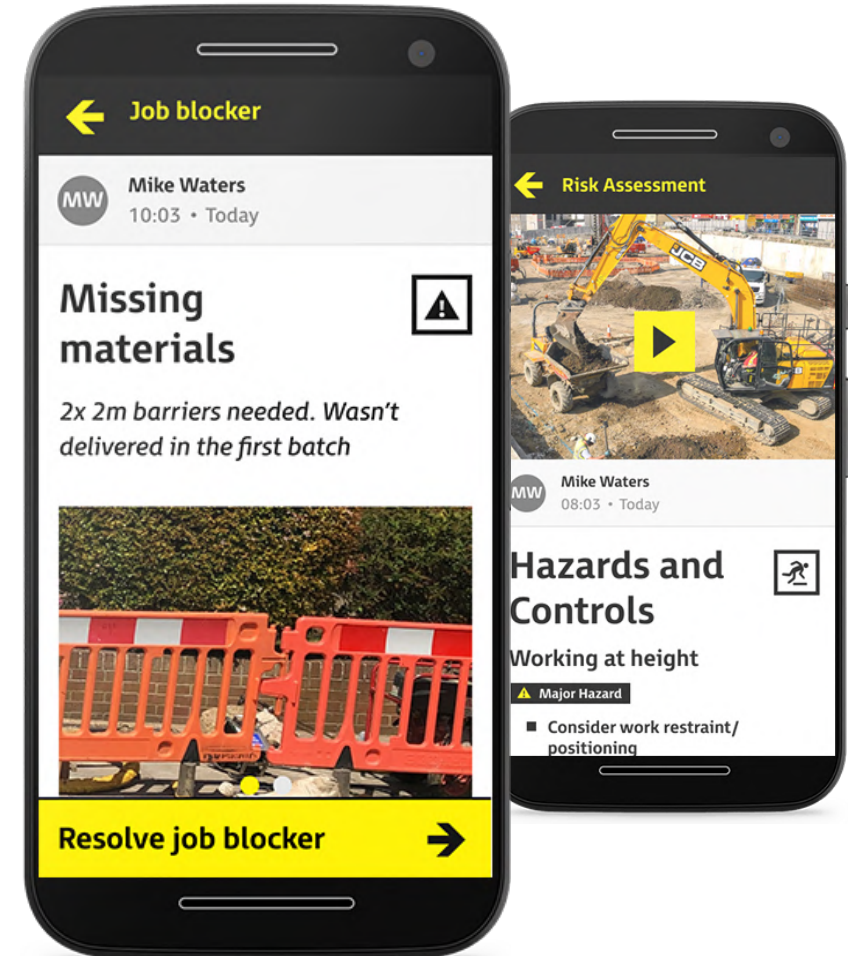 Job blocker
MW
Mike Waters
10:03 • Today
Missing
materials
2x 2m barriers needed. Wasn't
delivered in the first batch
Resolve job blocker
Risk Assessment
JCB
MW
Mike Waters
08:03 • Today
Hazards and
Controls
Working at height
Major Hazard
Consider work restraint/
positioning